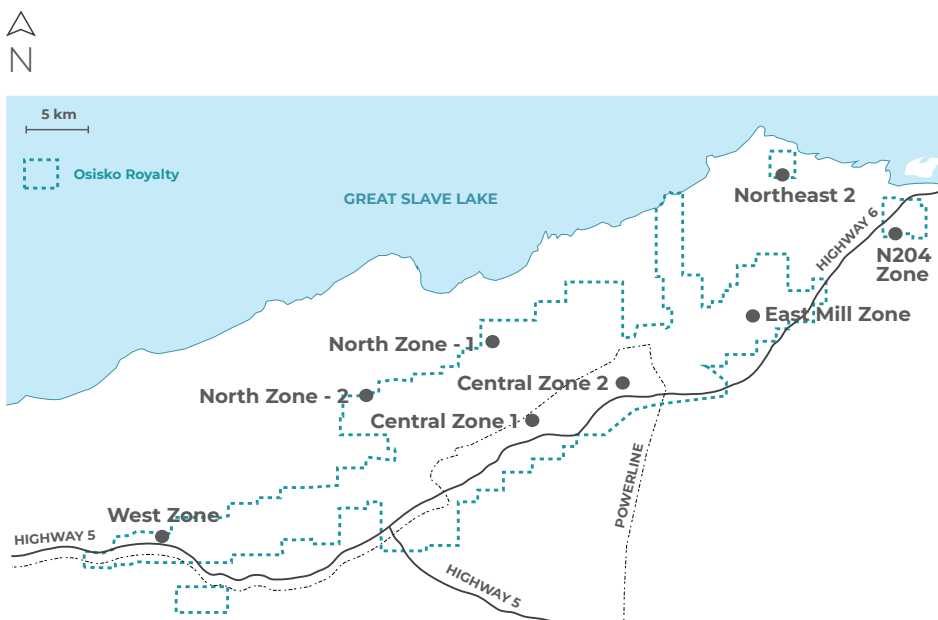 N
5 km
Osisko Royalty
GREAT SLAVE LAKE
Northeast 2
HIGHWAY 6
N204
Zone
East Mill Zone
North Zone - 1
Central Zone 2
North Zone - 2
Central Zone 1
POWERLINE
West Zone
HIGHWAY 5
HIGHWAY 5